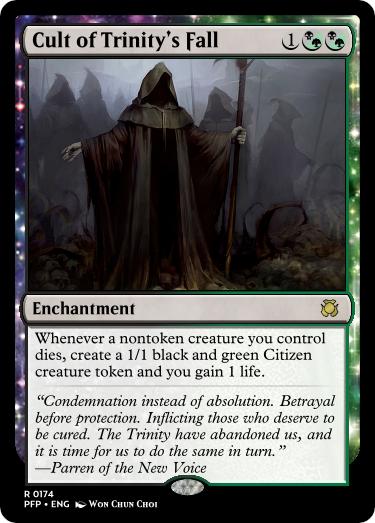 Cult of Trinity's Fall 1
Enchantment
Whenever a nontoken creature you control
dies, create a 1/1 black and green Citizen
creature token and you gain 1 life.
“Condemnation instead of absolution. Betrayal
before protection. Inflicting those who deserve to
be cured. The Trinity have abandoned us, and
it is time for us to do the same in turn.”
—Parren of the New Voice
R 0174
PFP • ENG Won Chun Choi